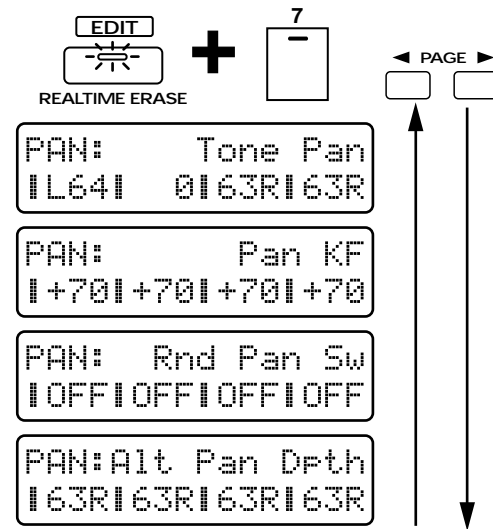 EDIT
7
◄ PAGE ►
REALTIME ERASE
PAN: Tone Pan
L64 0 63R 63R
PAN: Pan KF
+70 +70 +70 +70
PAN: Rnd Pan Sw
OFF OFF OFF OFF
PAN:Alt Pan Dpth
63R 63R 63R 63R